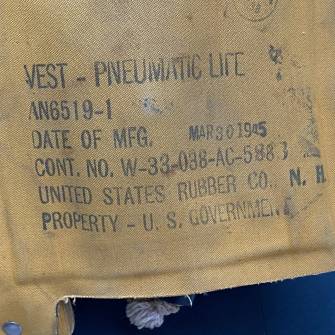 VEST - PNEUMATIC LIFE
AN6519-1
DATE OF MFG. MAR 30 1945
CONT. NO. W-33-038-AC-588
UNITED STATES RUBBER CO., N. H
PROPERTY - U. S. GOVERNMEN